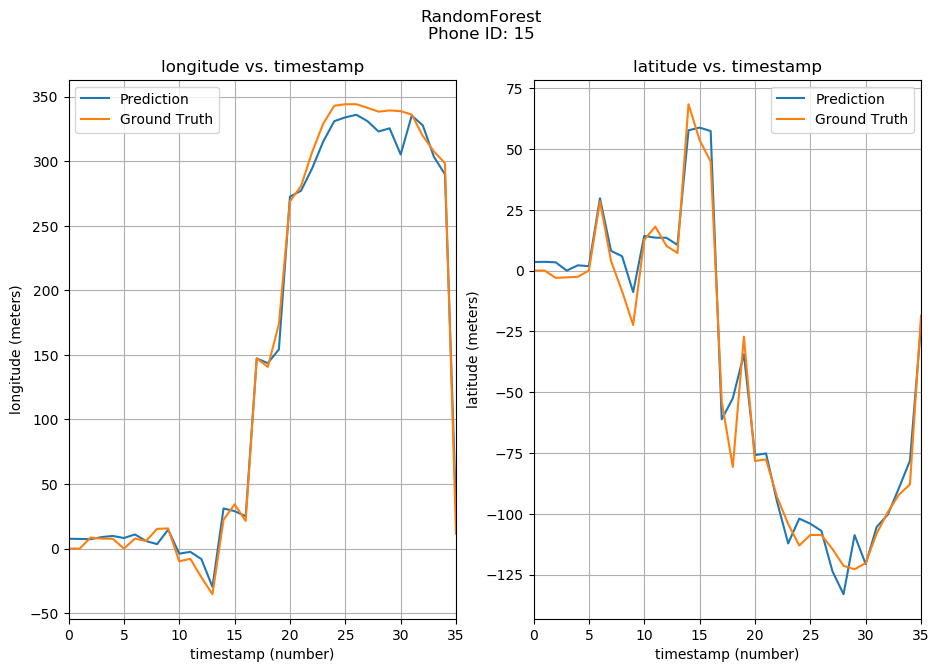 RandomForest
Phone ID: 15
longitude vs. timestamp
Prediction
Ground Truth
350
300
250
200
150
100
50
0
−50
longitude (meters)
0 5 10 15 20 25 30 35
timestamp (number)
latitude vs. timestamp
Prediction
Ground Truth
75
50
25
0
−25
−50
−75
−100
−125
latitude (meters)
0 5 10 15 20 25 30 35
timestamp (number)